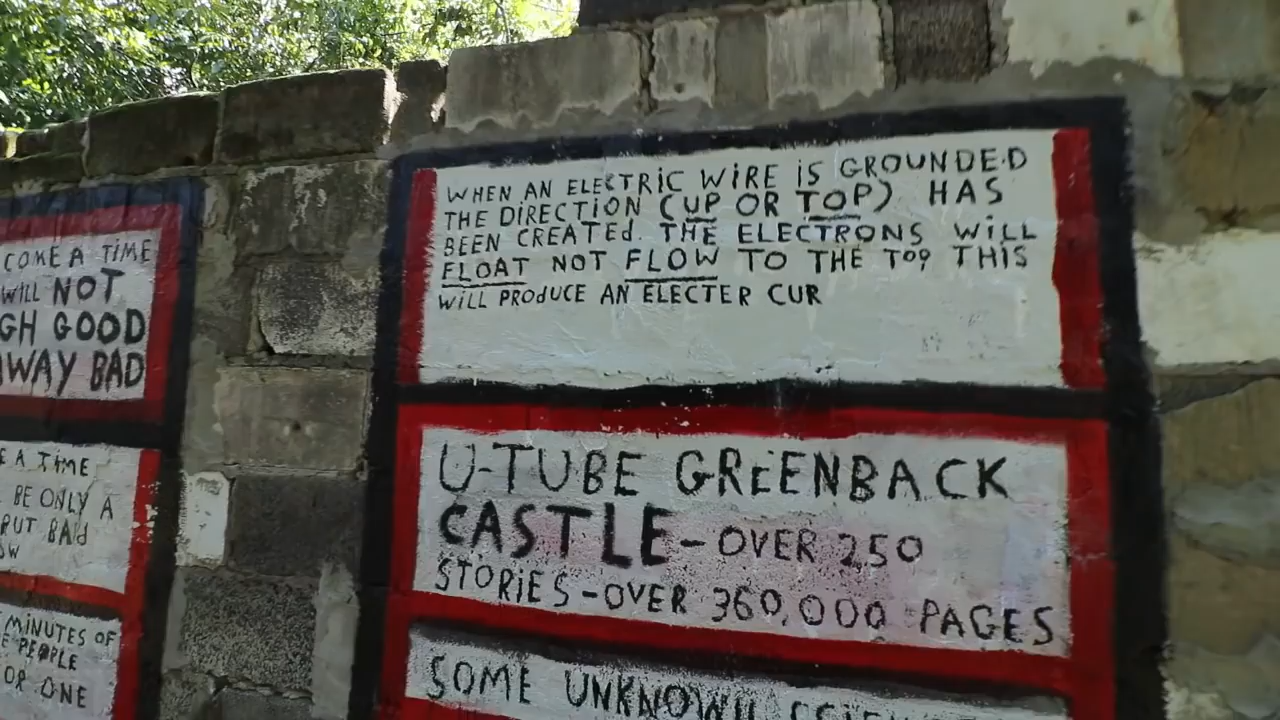 COME A TIME
WILL NOT
GH GOOD
WAY BAD
E A TIME
BE ONLY A
RUT BAd
OW
MINUTES OF
E PEOPLE
OR ONE
WHEN AN ELECTRIC WIRE iS GROUNDED
THE DIRECTION (UP OR TOP) HAS
BEEN CREATEd THE ELECTRONS WiLL
FLOAT NOT FLOW TO THE TOP THIS
WiLL PRODUCE AN ELECTER CUR
U-TUBE GREENBACK
CASTLE-OVER 250
STORiES-OVER 360,000 PAGES
SOME UNKNOWN